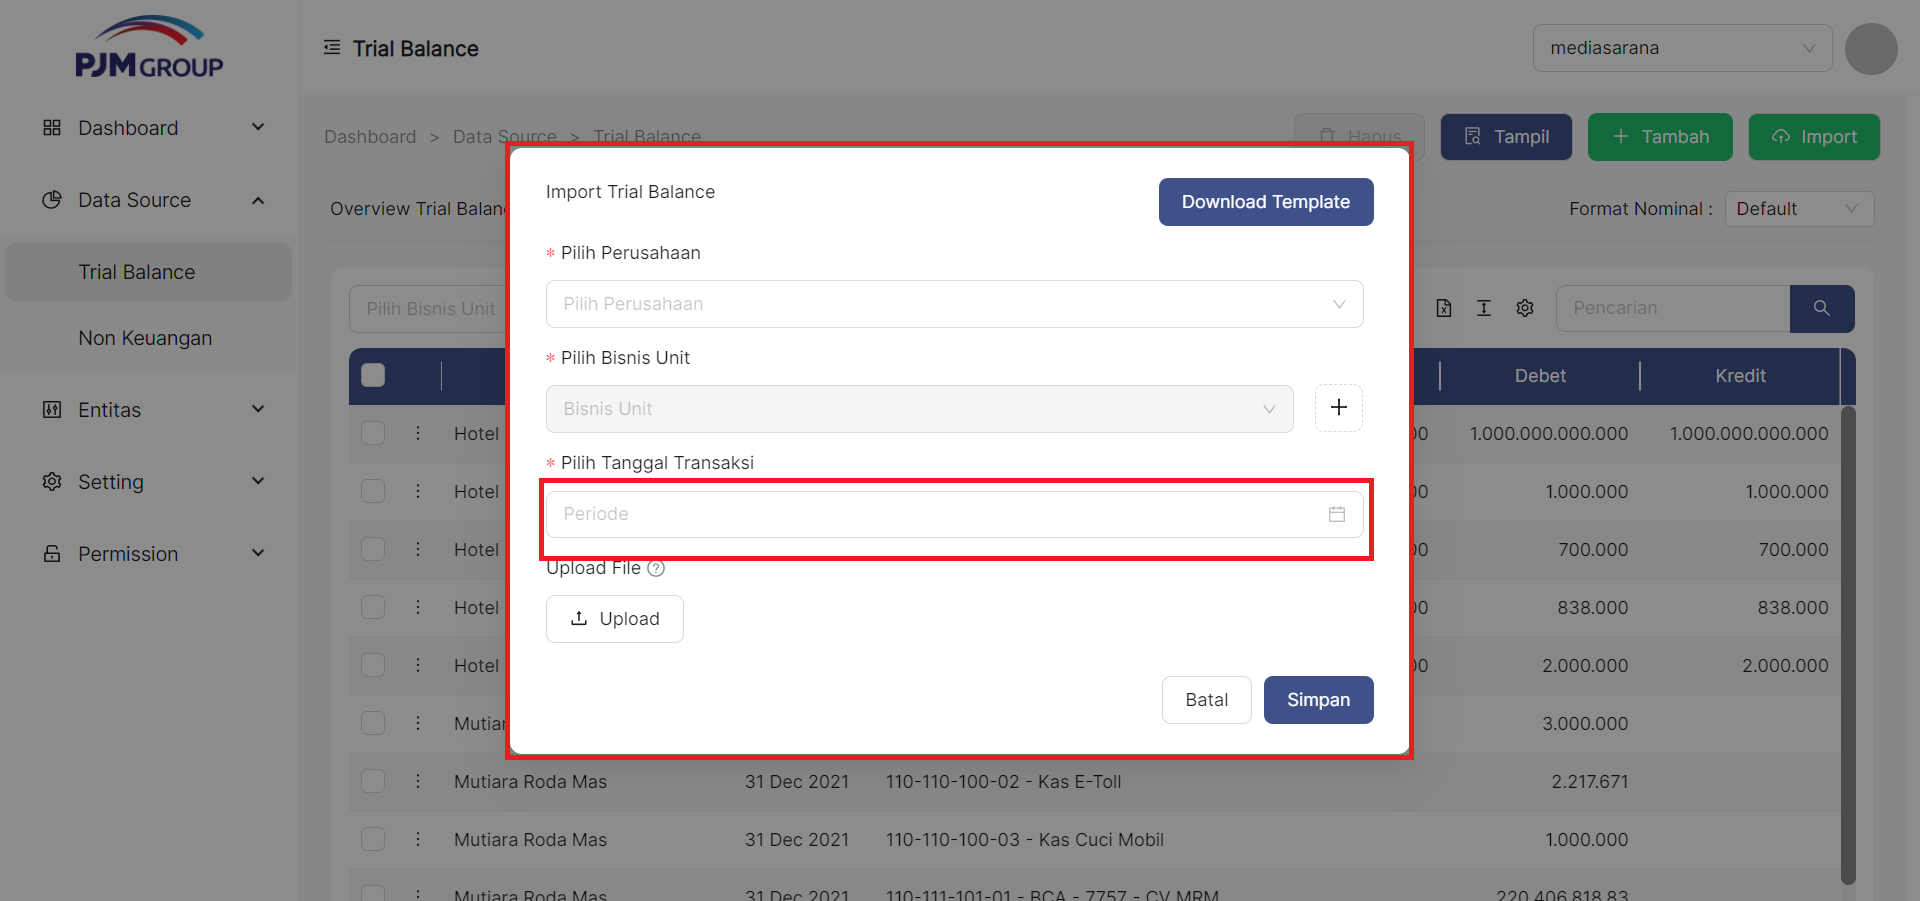 PJM GROUP
Trial Balance
mediasarana
Dashboard
Data Source
Trial Balance
Non Keuangan
Entitas
Setting
Permission
Dashboard > Data Source > Trial Balance
Hapus
Tampil
+ Tambah
Import
Overview Trial Balan
Format Nominal :
Default
Pilih Bisnis Unit
Pencarian
Import Trial Balance
Download Template
* Pilih Perusahaan
Pilih Perusahaan
* Pilih Bisnis Unit
Bisnis Unit
+
* Pilih Tanggal Transaksi
Periode
Upload File ?
Upload
Batal
Simpan
Debet Kredit
Hotel 00 1.000.000.000.000 1.000.000.000.000
Hotel 00 1.000.000 1.000.000
Hotel 00 700.000 700.000
Hotel 00 838.000 838.000
Hotel 00 2.000.000 2.000.000
Mutiar 3.000.000
Mutiara Roda Mas 31 Dec 2021 110-110-100-02 - Kas E-Toll 2.217.671
Mutiara Roda Mas 31 Dec 2021 110-110-100-03 - Kas Cuci Mobil 1.000.000
Mutiara Roda Mas 31 Dec 2021 110-111-101-01 - BCA - 7757 - CV MRM 220.406.818,83